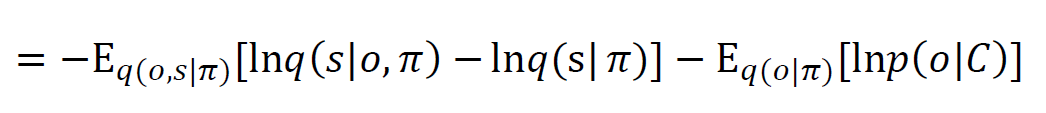 = −E_{q(o,s|π)}[lnq(s|o, π) − lnq(s| π)] − E_{q(o|π)}[lnp(o|C)]